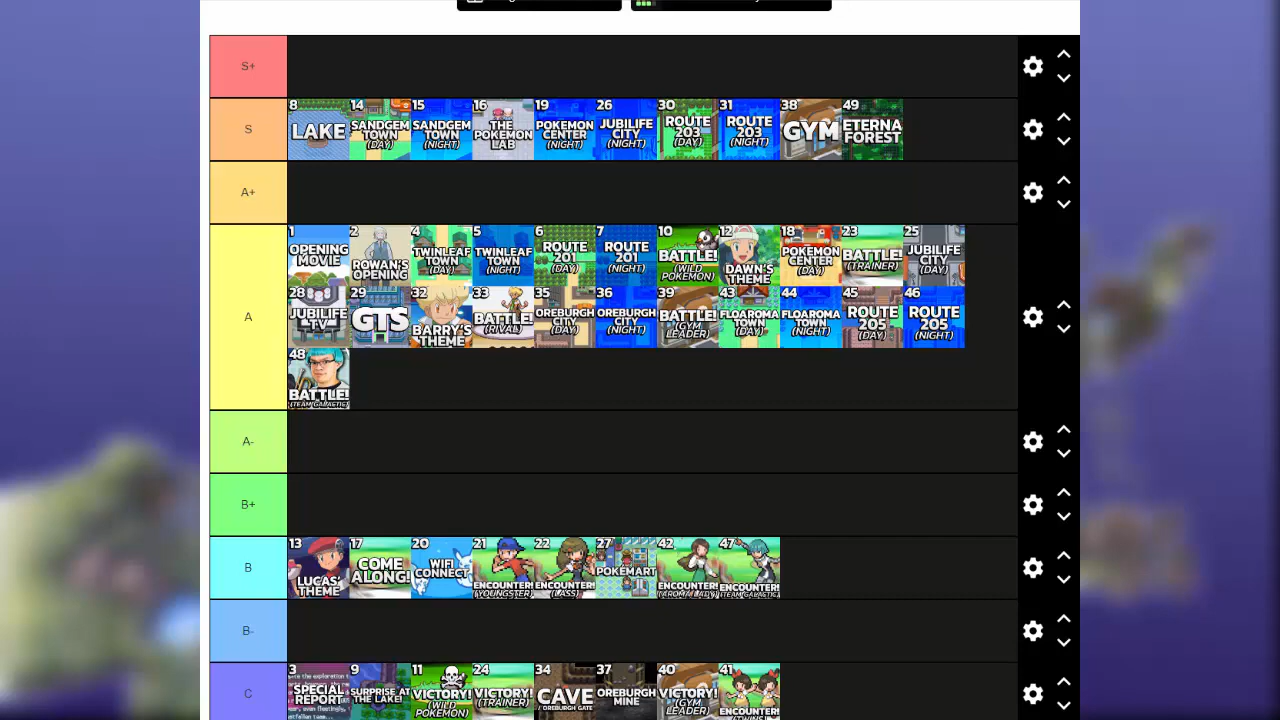 S+
S
8
LAKE
14
SANDGEM
TOWN
(DAY)
15
SANDGEM
TOWN
(NIGHT)
16
THE
POKEMON
LAB
19
POKEMON
CENTER
(NIGHT)
26
JUBILIFE
CITY
(NIGHT)
30
ROUTE
203
(DAY)
31
ROUTE
203
(NIGHT)
38
GYM
49
ETERNA
FOREST
A+
A
1
OPENING
MOVIE
2
ROWAN'S
OPENING
4
TWINLEAF
TOWN
(DAY)
5
TWINLEAF
TOWN
(NIGHT)
6
ROUTE
201
(DAY)
7
ROUTE
201
(NIGHT)
10
BATTLE!
(WILD
POKEMON)
12
DAWN'S
THEME
18
POKEMON
CENTER
(DAY)
23
BATTLE!
(TRAINER)
25
JUBILIFE
CITY
(DAY)
28
JUBILIFE
TV
29
GTS
32
BARRY'S
THEME
33
BATTLE!
(RIVAL)
35
OREBURGH
CITY
(DAY)
36
OREBURGH
CITY
(NIGHT)
39
BATTLE!
(GYM
LEADER)
43
FLOAROMA
TOWN
(DAY)
44
FLOAROMA
TOWN
(NIGHT)
45
ROUTE
205
(DAY)
46
ROUTE
205
(NIGHT)
48
BATTLE!
(TEAM GALACTIC)
A-
B+
B
13
LUCAS'
THEME
17
COME
ALONG!
20
WIFI
CONNECT
21
ENCOUNTER!
(YOUNGSTER)
22
ENCOUNTER!
(LASS)
27
POKEMART
42
ENCOUNTER!
(AROMA LADY)
47
ENCOUNTER!
(TEAM GALACTIC)
B-
C
3
SPECIAL
REPORT
9
SURPRISE AT
THE LAKE!
11
VICTORY!
(WILD
POKEMON)
24
VICTORY!
(TRAINER)
34
CAVE
/ OREBURGH GATE
37
OREBURGH
MINE
40
VICTORY!
(GYM
LEADER)
41
ENCOUNTER!
(TWINS)